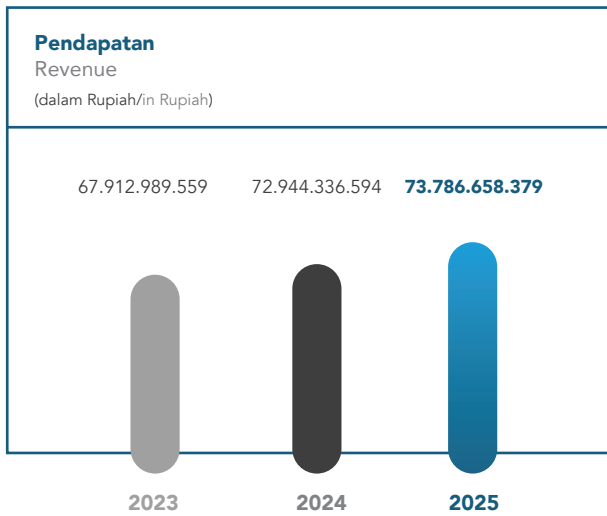 Pendapatan
Revenue
(dalam Rupiah/in Rupiah)
67.912.989.559 72.944.336.594 73.786.658.379
2023 2024 2025